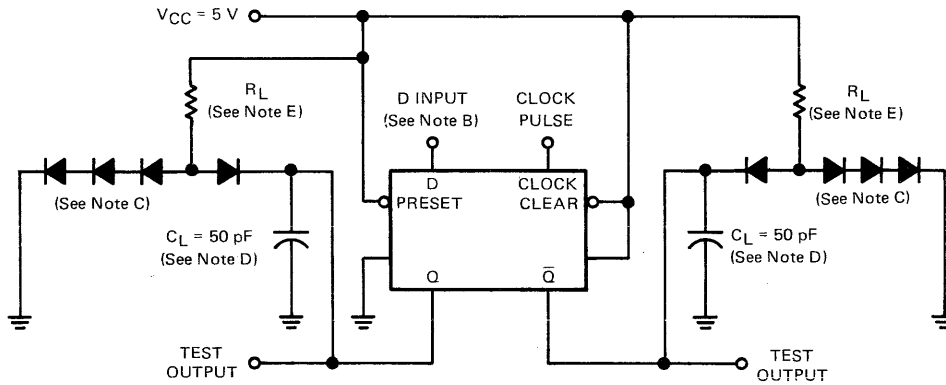 VCC = 5 V
RL
(See Note E)
D INPUT
(See Note B)
CLOCK
PULSE
RL
(See Note E)
D
CLOCK
PRESET
CLEAR
(See Note C)
(See Note C)
CL = 50 pF
(See Note D)
CL = 50 pF
(See Note D)
Q
Q̅
TEST
OUTPUT
TEST
OUTPUT